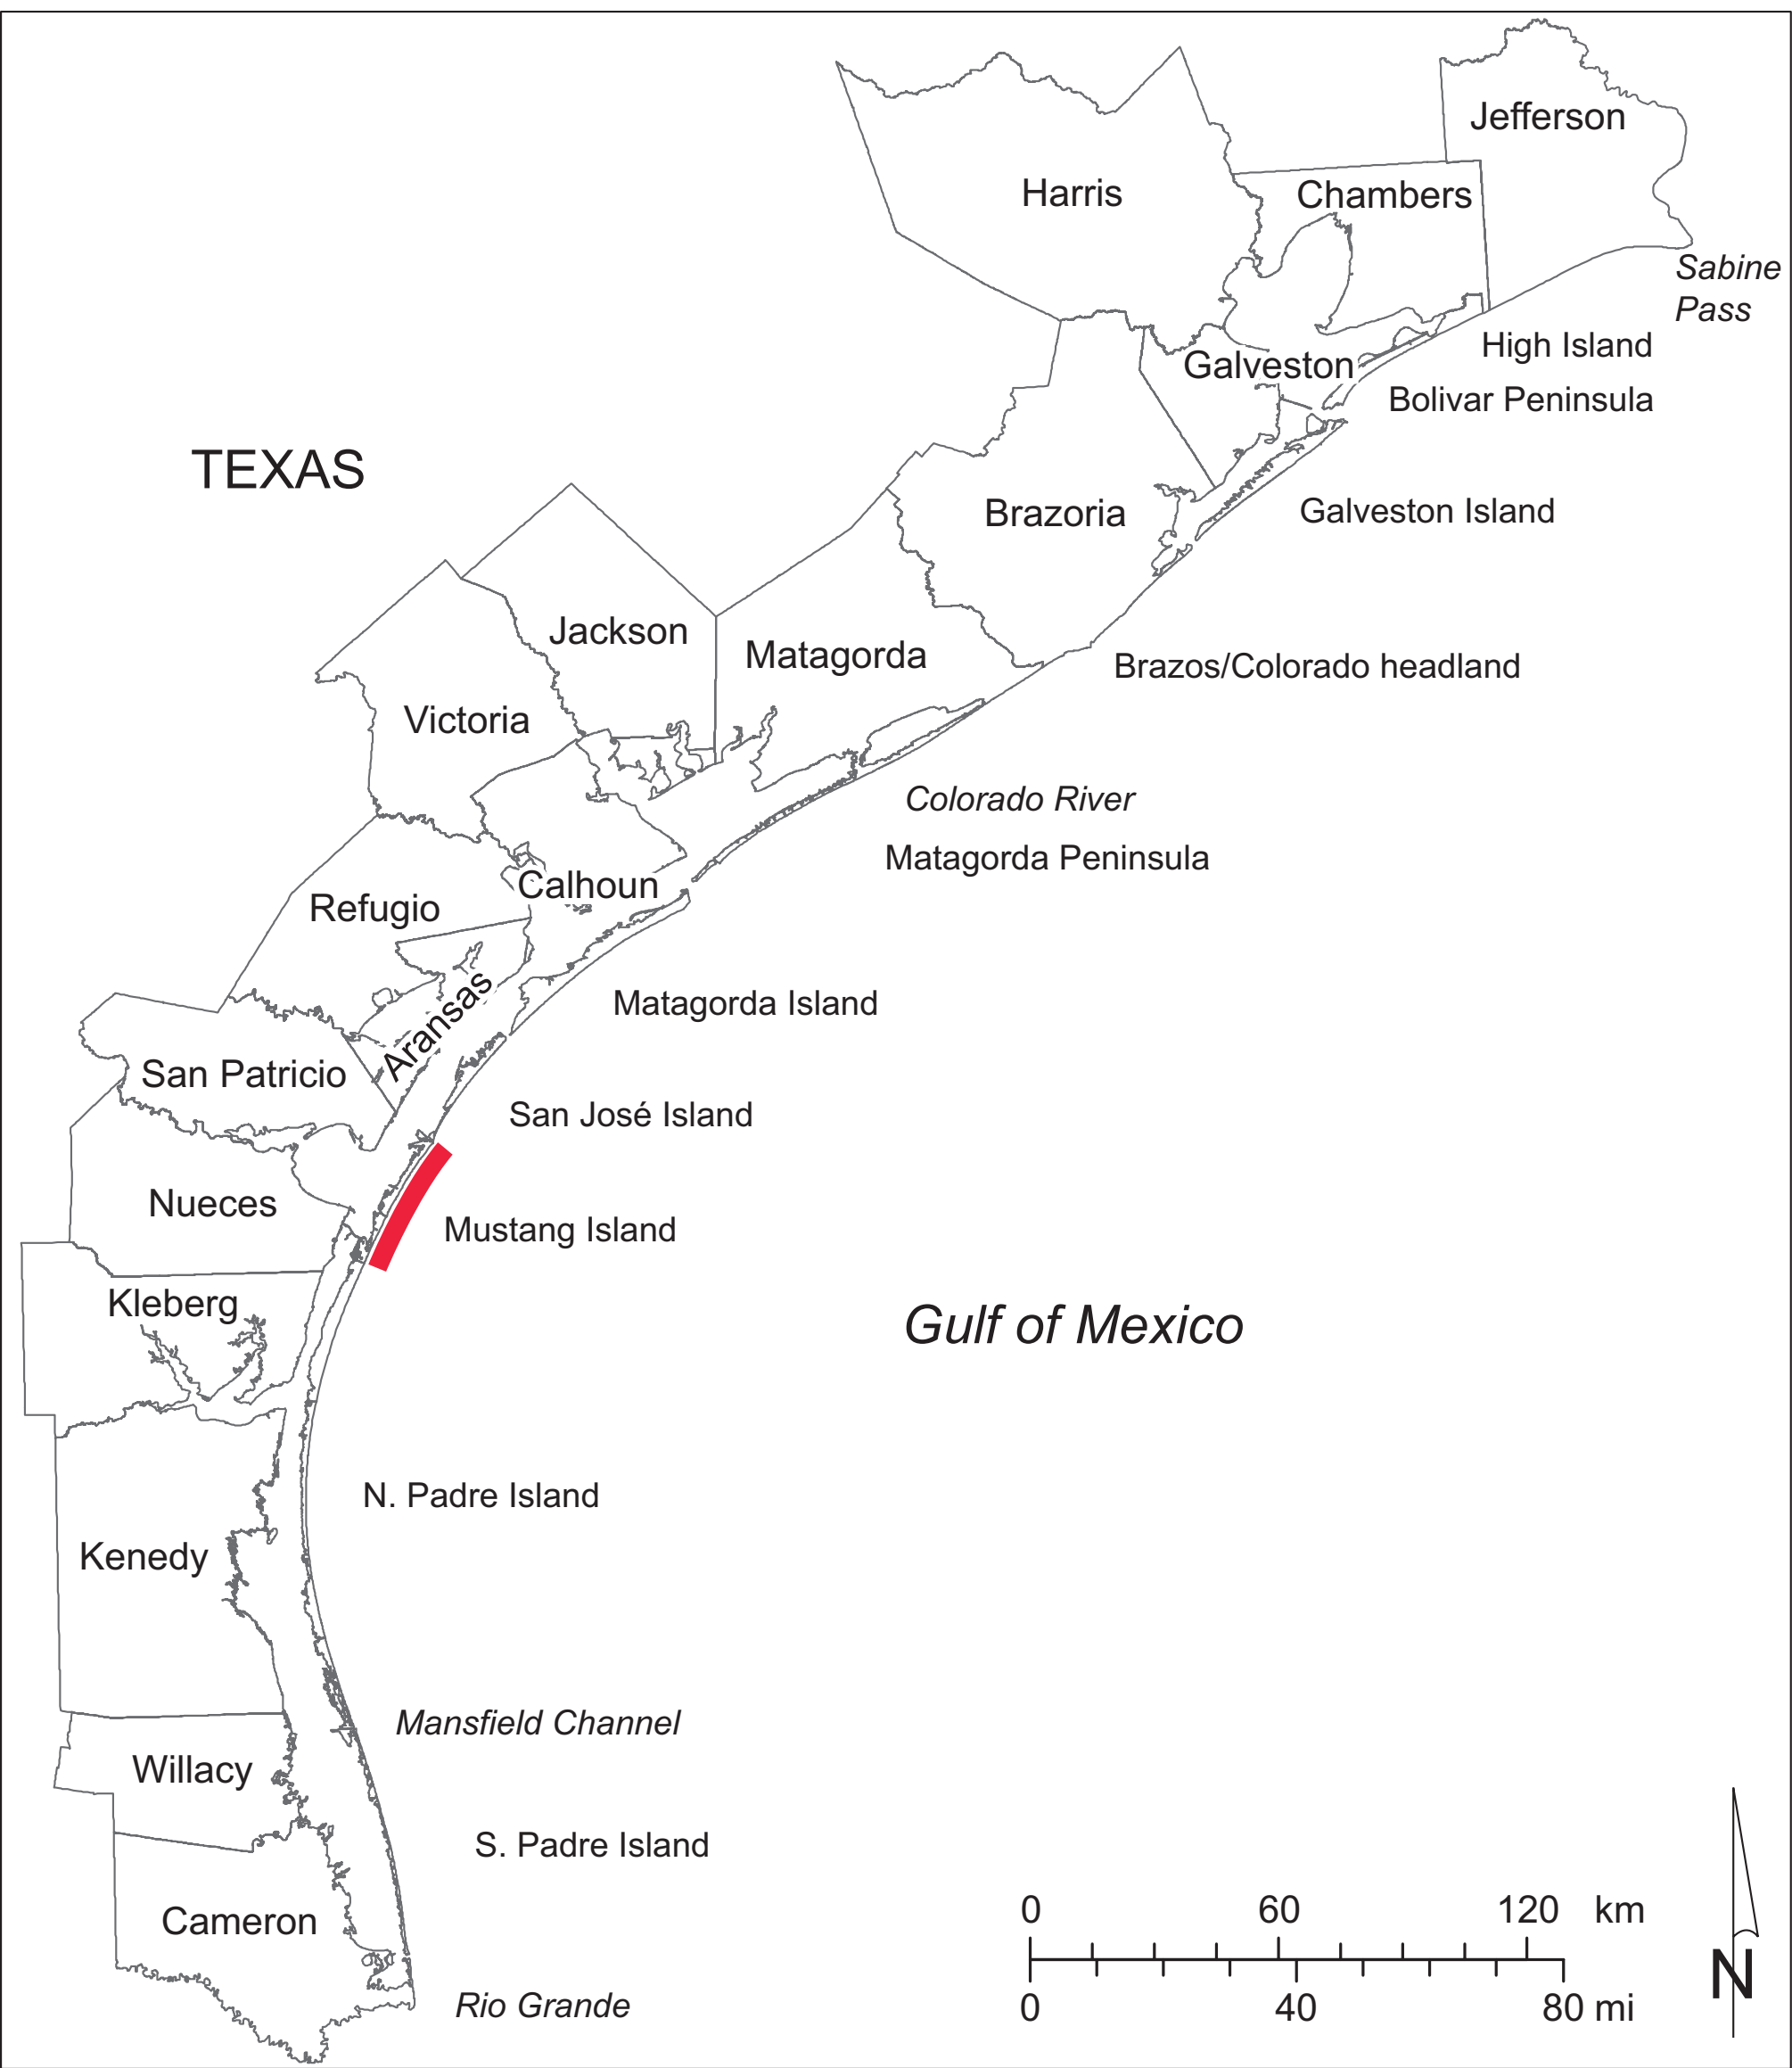 Jefferson
Harris
Chambers
Sabine
Pass
High Island
Galveston
Bolivar Peninsula
TEXAS
Brazoria
Galveston Island
Jackson
Matagorda
Brazos/Colorado headland
Victoria
Colorado River
Matagorda Peninsula
Calhoun
Refugio
Aransas
Matagorda Island
San Patricio
San José Island
Nueces
Mustang Island
Kleberg
Gulf of Mexico
N. Padre Island
Kenedy
Mansfield Channel
Willacy
S. Padre Island
Cameron
0 60 120 km
Rio Grande
0 40 80 mi
N